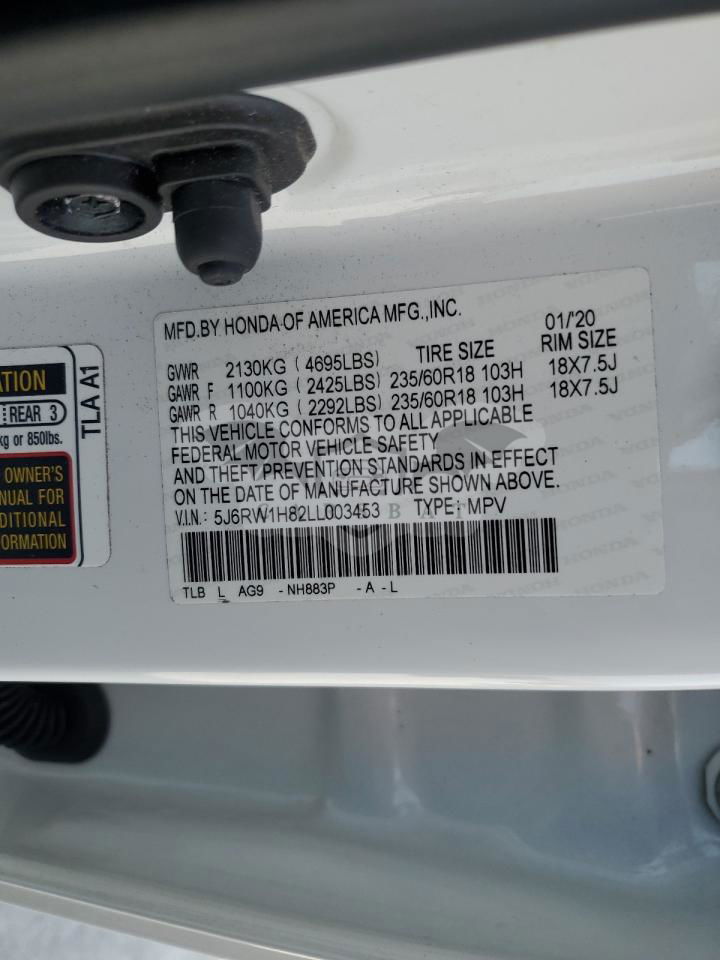 MFD.BY HONDA OF AMERICA MFG.,INC. 01/'20
TIRE SIZE RIM SIZE
GVWR 2130KG ( 4695LBS)
GAWR F 1100KG ( 2425LBS) 235/60R18 103H 18X7.5J
GAWR R 1040KG ( 2292LBS) 235/60R18 103H 18X7.5J
THIS VEHICLE CONFORMS TO ALL APPLICABLE
FEDERAL MOTOR VEHICLE SAFETY
AND THEFT PREVENTION STANDARDS IN EFFECT
ON THE DATE OF MANUFACTURE SHOWN ABOVE.
V.I.N.: 5J6RW1H82LL003453 TYPE: MPV
TLB L AG9 - NH883P - A - L
ATION
REAR 3
kg or 850lbs.
OWNER'S
NUAL FOR
DITIONAL
FORMATION
TLA A1
HONDA